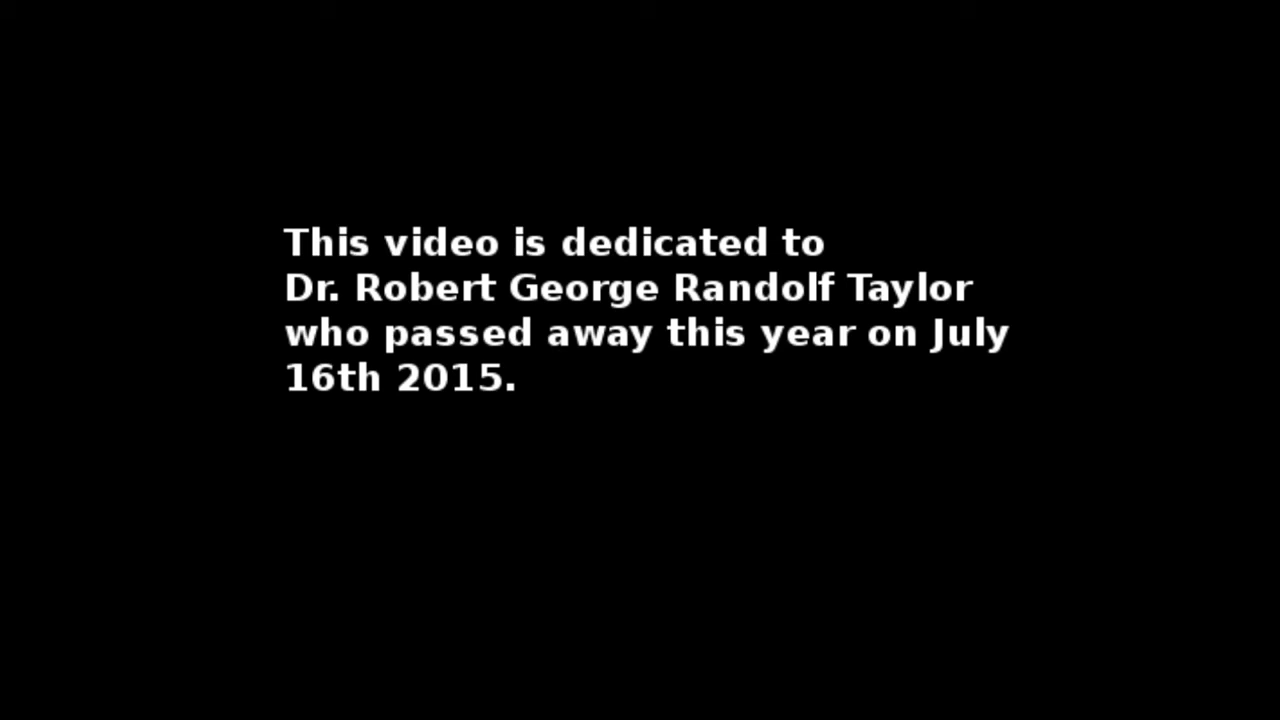 This video is dedicated to
Dr. Robert George Randolf Taylor
who passed away this year on July
16th 2015.